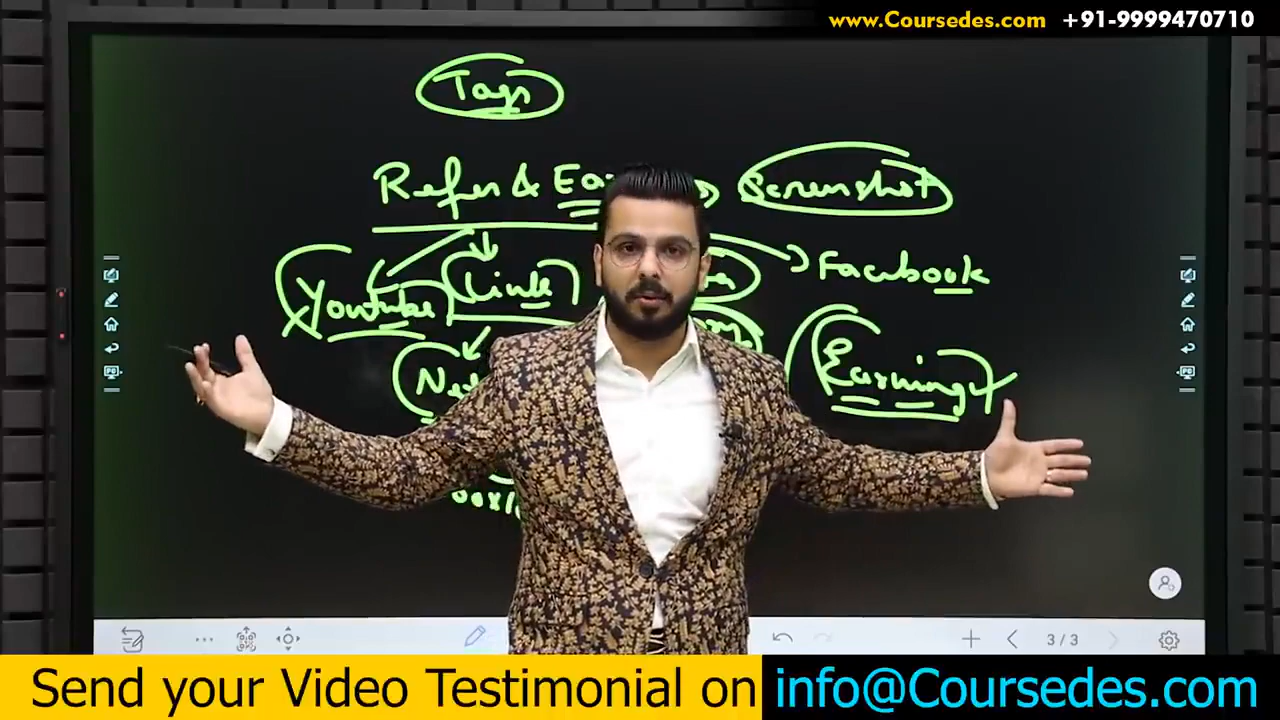 www.Coursedes.com +91-9999470710
Tags
Refer & Screenshot
Youtube Link Facebook
Earning
3/3
Send your Video Testimonial on info@Coursedes.com